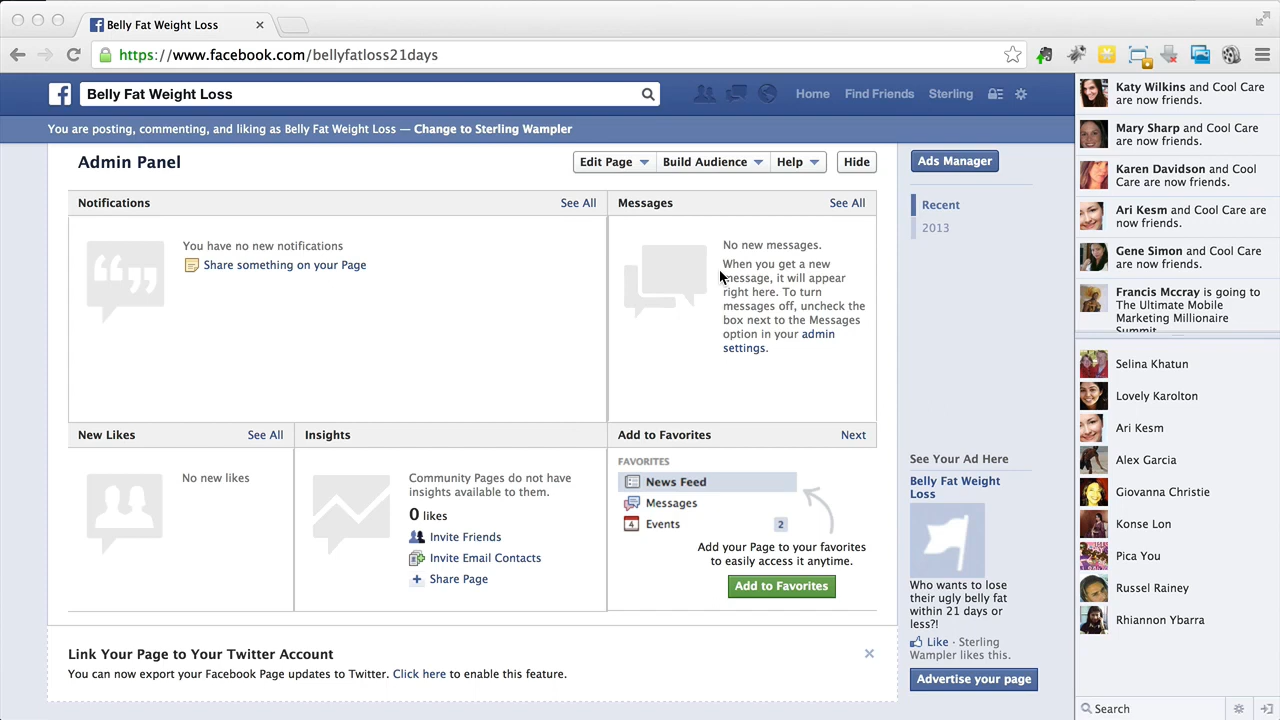 Belly Fat Weight Loss
https://www.facebook.com/bellyfatloss21days
Belly Fat Weight Loss
Home
Find Friends
Sterling
You are posting, commenting, and liking as Belly Fat Weight Loss — Change to Sterling Wampler
Admin Panel
Edit Page
Build Audience
Help
Hide
Notifications
See All
You have no new notifications
Share something on your Page
Messages
See All
No new messages.
When you get a new
message, it will appear
right here. To turn
messages off, uncheck the
box next to the Messages
option in your admin
settings.
New Likes
See All
No new likes
Insights
Community Pages do not have
insights available to them.
0 likes
Invite Friends
Invite Email Contacts
Share Page
Add to Favorites
Next
FAVORITES
News Feed
Messages
4
Events
2
Add your Page to your favorites
to easily access it anytime.
Add to Favorites
Link Your Page to Your Twitter Account
You can now export your Facebook Page updates to Twitter. Click here to enable this feature.
Ads Manager
Recent
2013
See Your Ad Here
Belly Fat Weight
Loss
Who wants to lose
their ugly belly fat
within 21 days or
less?!
Like · Sterling
Wampler likes this.
Advertise your page
Katy Wilkins and Cool Care
are now friends.
Mary Sharp and Cool Care
are now friends.
Karen Davidson and Cool
Care are now friends.
Ari Kesm and Cool Care are
now friends.
Gene Simon and Cool Care
are now friends.
Francis Mccray is going to
The Ultimate Mobile
Marketing Millionaire
Summit.
Selina Khatun
Lovely Karolton
Ari Kesm
Alex Garcia
Giovanna Christie
Konse Lon
Pica You
Russel Rainey
Rhiannon Ybarra
Search